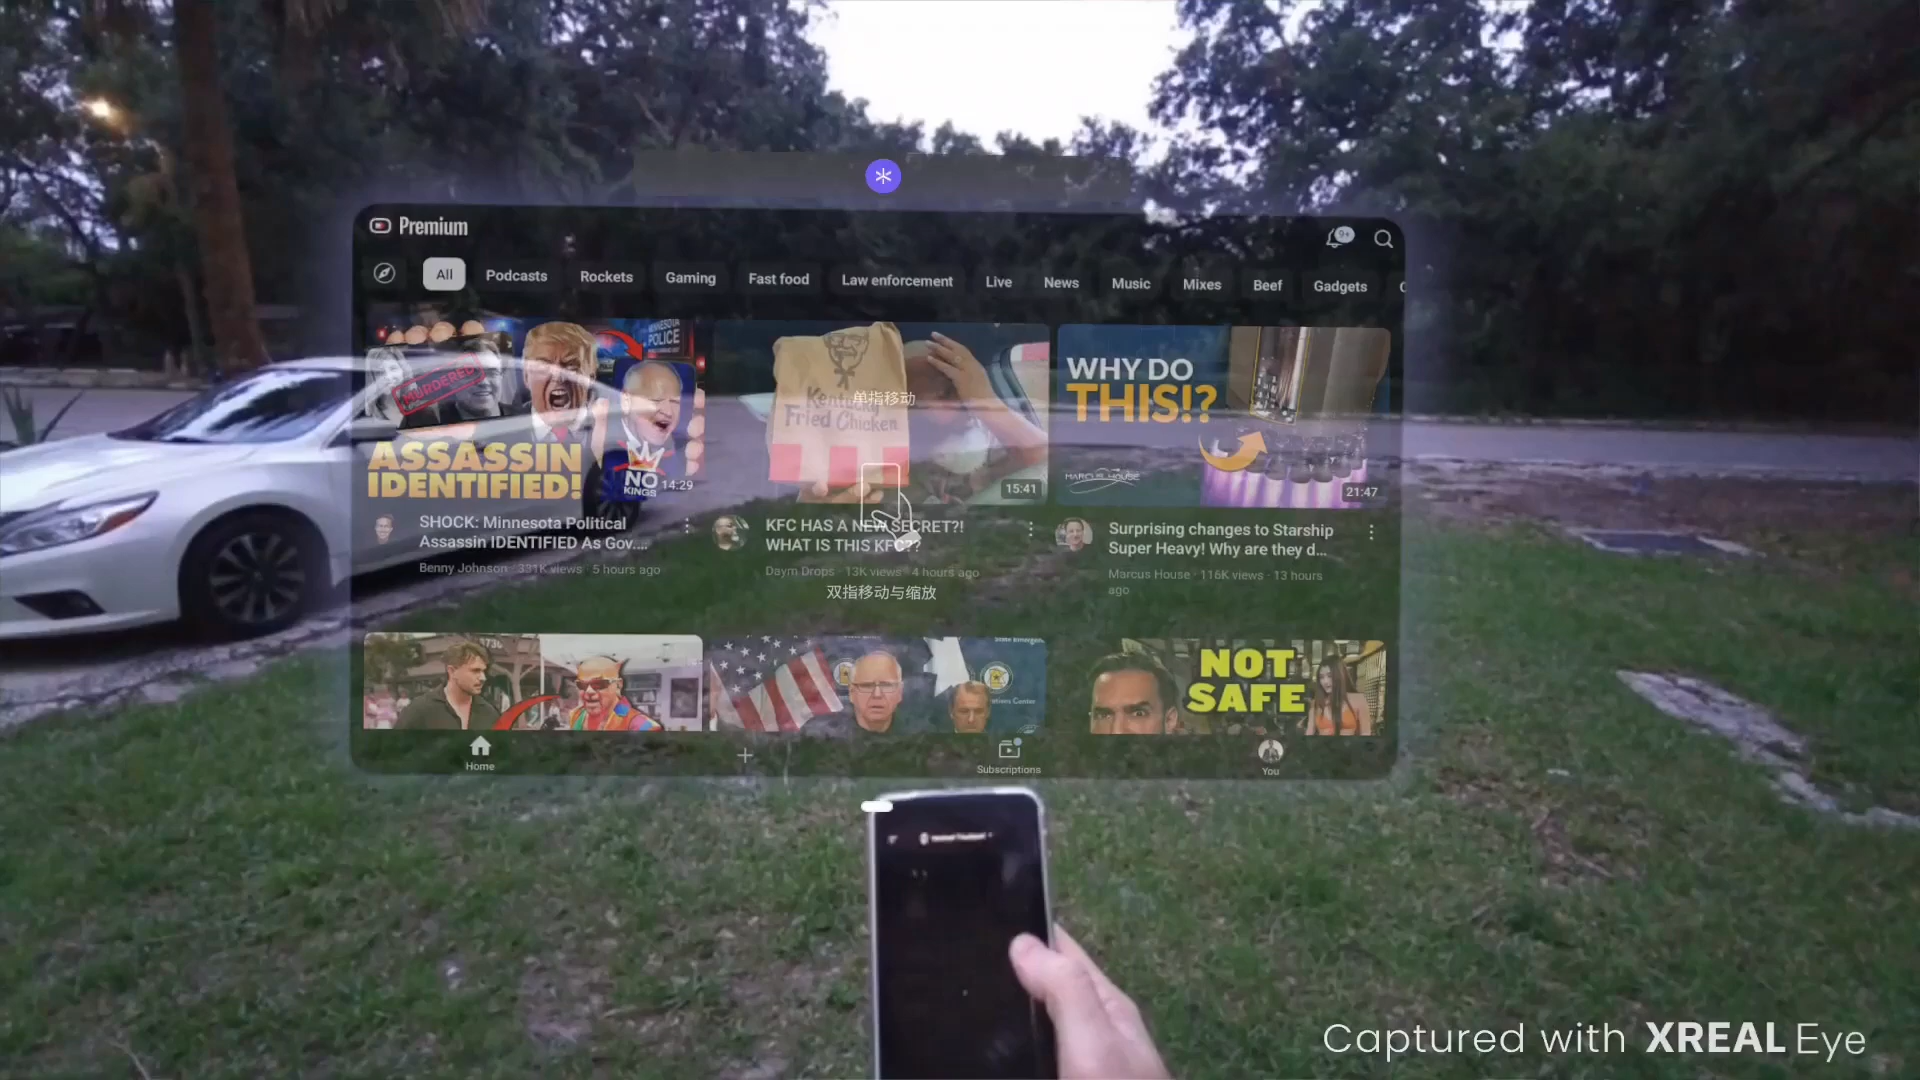 Premium
9+
All
Podcasts
Rockets
Gaming
Fast food
Law enforcement
Live
News
Music
Mixes
Beef
Gadgets
MURDERED
MINNESOTA
POLICE
ASSASSIN
IDENTIFIED!
NO
KINGS
14:29
Kentucky
Fried Chicken
15:41
WHY DO
THIS!?
MARCUS HOUSE
21:47
单指移动
SHOCK: Minnesota Political
Assassin IDENTIFIED As Gov....
Benny Johnson · 331K views · 5 hours ago
KFC HAS A NEW SECRET?!
WHAT IS THIS KFC??
Daym Drops · 13K views · 4 hours ago
Surprising changes to Starship
Super Heavy! Why are they d...
Marcus House · 116K views · 13 hours
ago
双指移动与缩放
NOT
SAFE
Home
Subscriptions
You
Captured with XREAL Eye